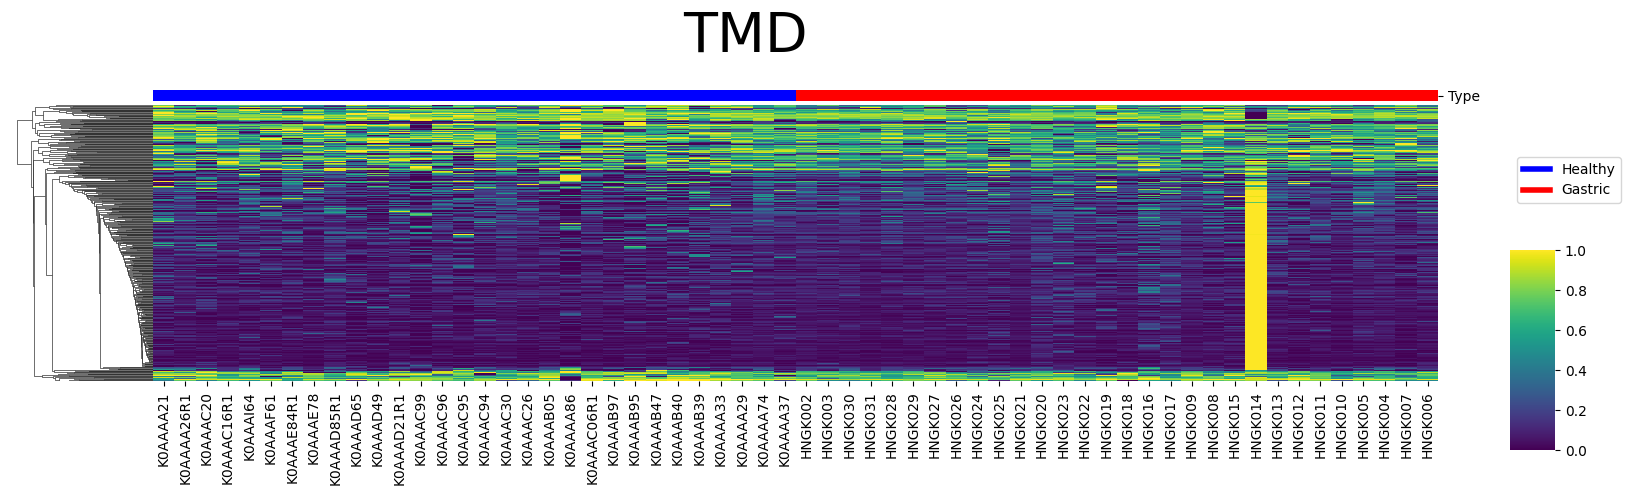 TMD
Type
Healthy
Gastric
1.0
0.8
0.6
0.4
0.2
0.0
K0AAAA21
K0AAAA26R1
K0AAAC20
K0AAAC16R1
K0AAAI64
K0AAAF61
K0AAAE84R1
K0AAAE78
K0AAAD85R1
K0AAAD65
K0AAAD49
K0AAAD21R1
K0AAAC99
K0AAAC96
K0AAAC95
K0AAAC94
K0AAAC30
K0AAAC26
K0AAAB05
K0AAAA86
K0AAAC06R1
K0AAAB97
K0AAAB95
K0AAAB47
K0AAAB40
K0AAAB39
K0AAAA33
K0AAAA29
K0AAAA74
K0AAAA37
HNGK002
HNGK003
HNGK030
HNGK031
HNGK028
HNGK029
HNGK027
HNGK026
HNGK024
HNGK025
HNGK021
HNGK020
HNGK023
HNGK022
HNGK019
HNGK018
HNGK016
HNGK017
HNGK009
HNGK008
HNGK015
HNGK014
HNGK013
HNGK012
HNGK011
HNGK010
HNGK005
HNGK004
HNGK007
HNGK006